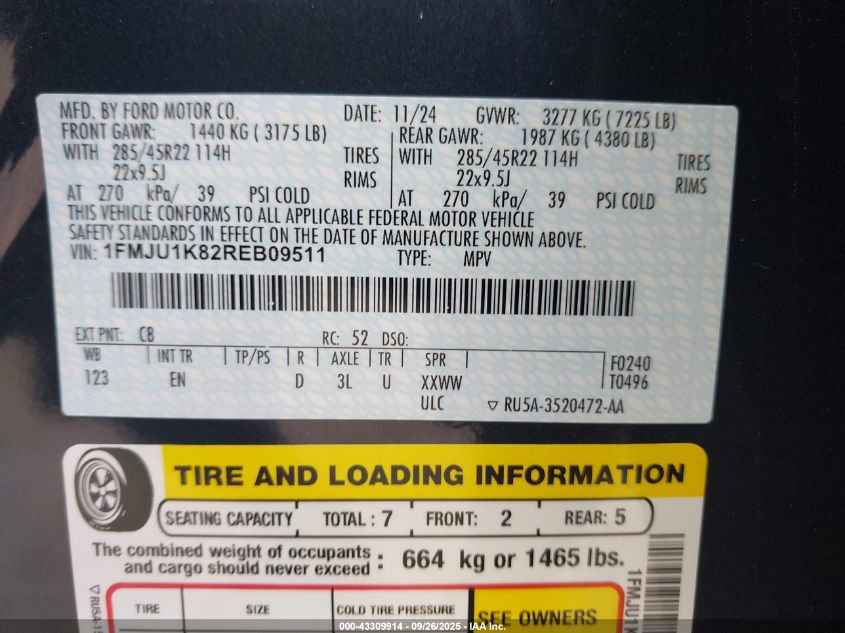 MFD. BY FORD MOTOR CO. DATE: 11/24 GVWR: 3277 KG ( 7225 LB)
FRONT GAWR: 1440 KG ( 3175 LB) REAR GAWR: 1987 KG ( 4380 LB)
WITH 285/45R22 114H TIRES WITH 285/45R22 114H TIRES
22x9.5J RIMS 22x9.5J RIMS
AT 270 kPa/ 39 PSI COLD AT 270 kPa/ 39 PSI COLD
THIS VEHICLE CONFORMS TO ALL APPLICABLE FEDERAL MOTOR VEHICLE
SAFETY STANDARDS IN EFFECT ON THE DATE OF MANUFACTURE SHOWN ABOVE.
VIN: 1FMJU1K82REB09511 TYPE: MPV
EXT PNT: C8 RC: 52 DSO:
WB INT TR TP/PS R AXLE TR SPR F0240
123 EN D 3L U XXWW T0496
ULC ▽ RU5A-3520472-AA
TIRE AND LOADING INFORMATION
SEATING CAPACITY TOTAL : 7 FRONT: 2 REAR: 5
The combined weight of occupants
and cargo should never exceed : 664 kg or 1465 lbs.
TIRE SIZE COLD TIRE PRESSURE SEE OWNERS
1FMJU1K
▽ RU5A-15
000-43309914 - 09/26/2025 - IAA Inc.